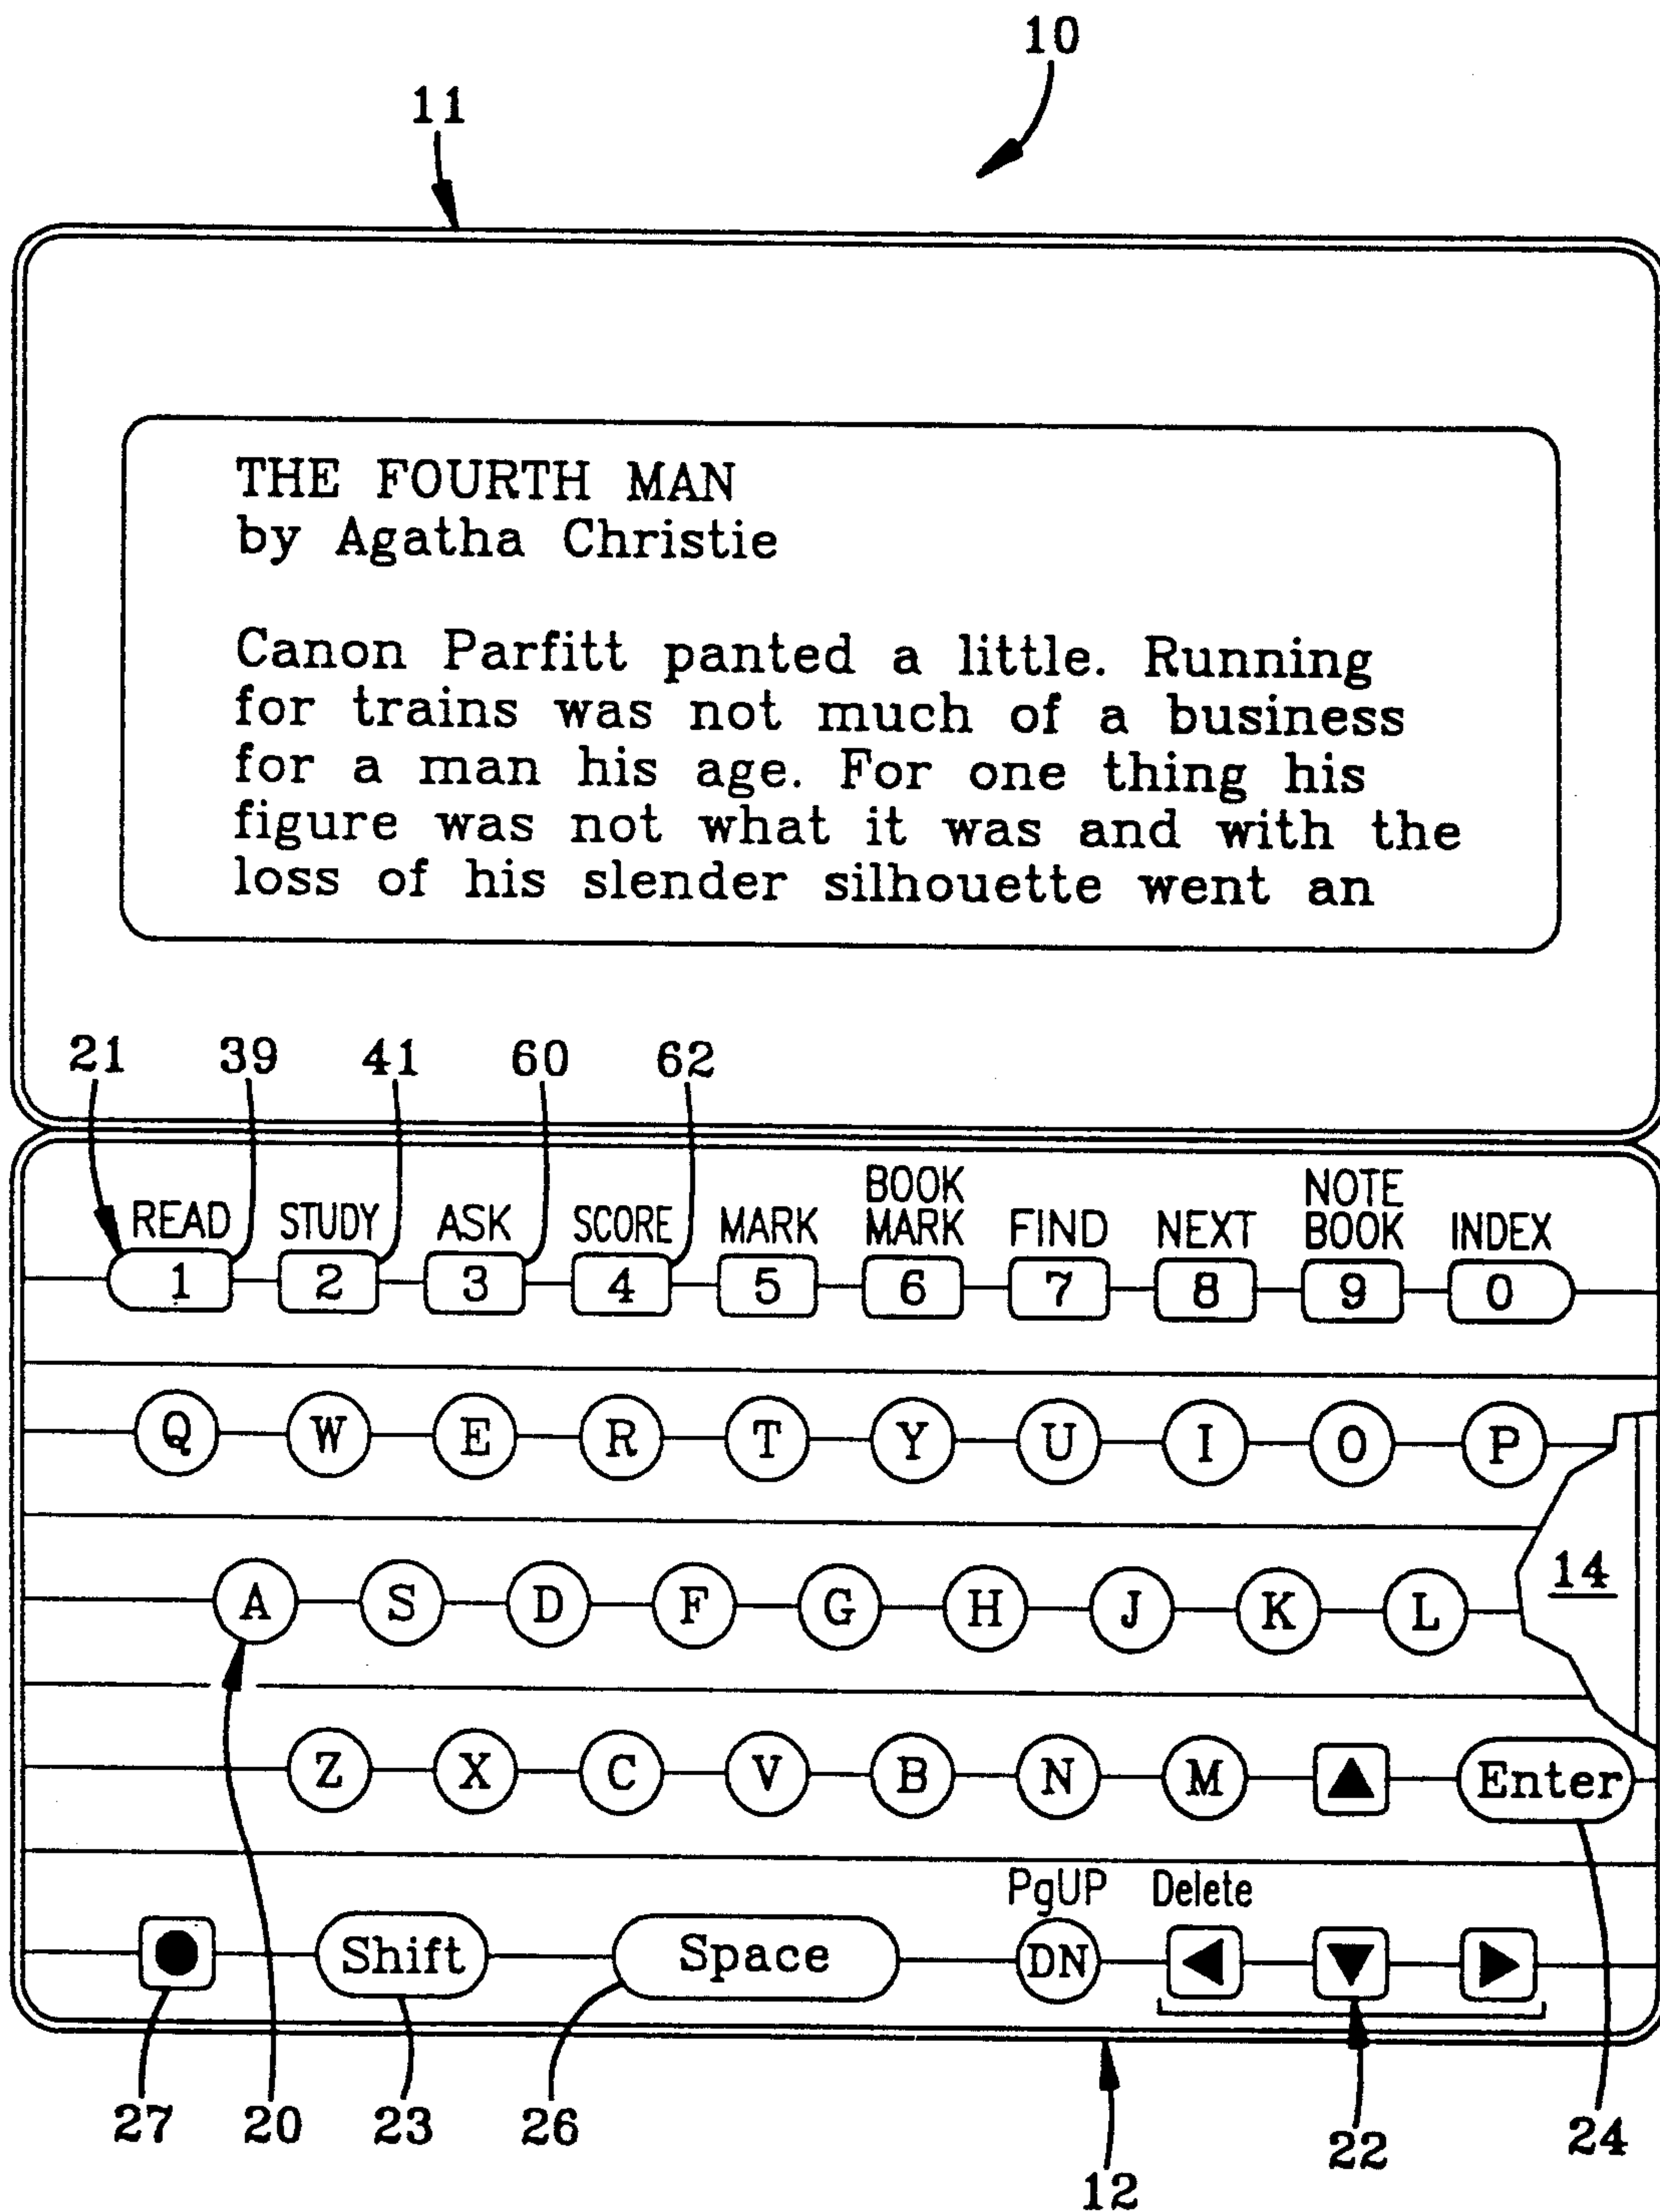 10
11
THE FOURTH MAN
by Agatha Christie
Canon Parfitt panted a little. Running
for trains was not much of a business
for a man his age. For one thing his
figure was not what it was and with the
loss of his slender silhouette went an
21 39 41 60 62
READ STUDY ASK SCORE MARK BOOK MARK FIND NEXT NOTE BOOK INDEX
1 2 3 4 5 6 7 8 9 0
Q W E R T Y U I O P
A S D F G H J K L 14
Z X C V B N M Enter
PgUP Delete
Shift Space DN
27 20 23 26 12 22 24